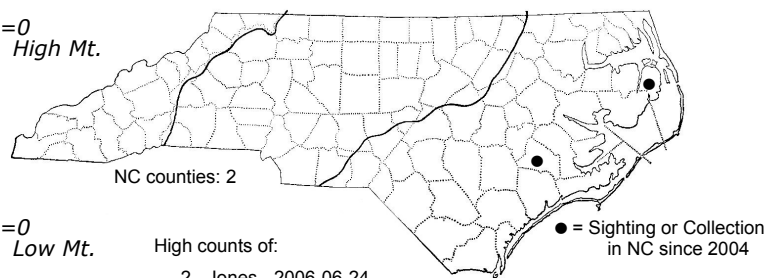 =0
High Mt.
NC counties: 2
=0
Low Mt.
High counts of:
● = Sighting or Collection
in NC since 2004
2 - Jones - 2006-06-24